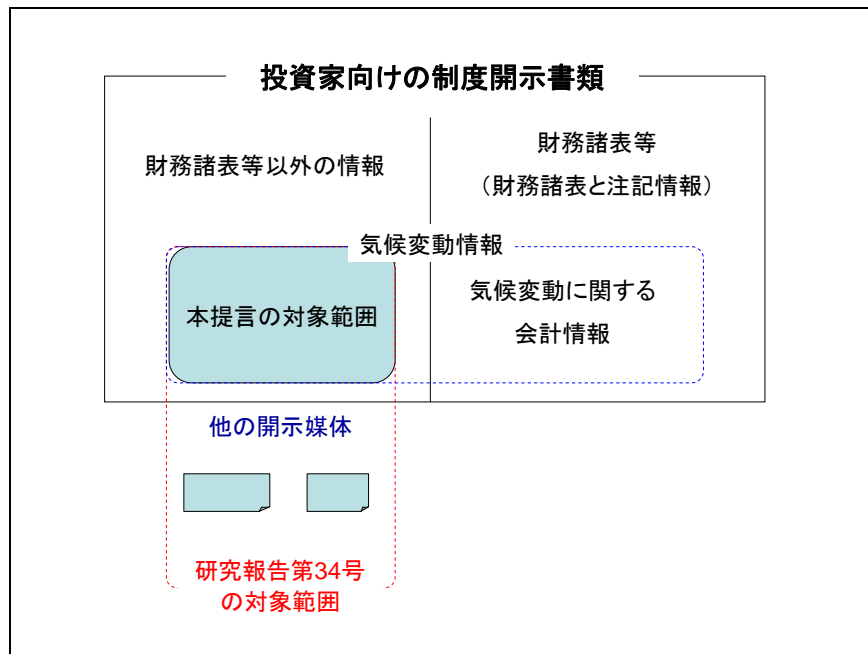 投資家向けの制度開示書類
財務諸表等以外の情報
財務諸表等
（財務諸表と注記情報）
気候変動情報
本提言の対象範囲
気候変動に関する
会計情報
他の開示媒体
研究報告第34号
の対象範囲